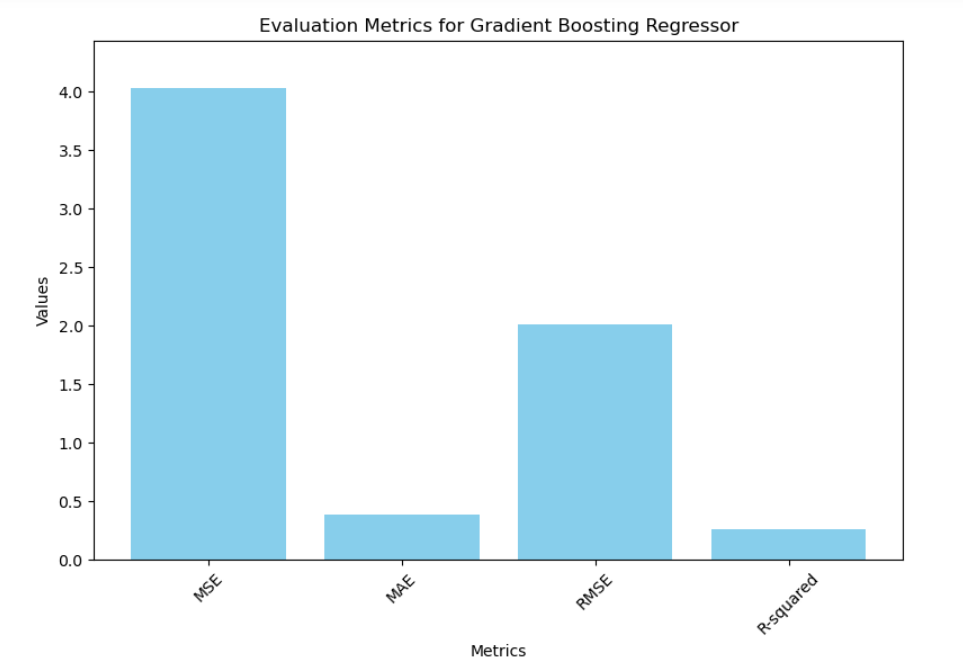 Evaluation Metrics for Gradient Boosting Regressor
4.0
3.5
3.0
2.5
2.0
1.5
1.0
0.5
0.0
Values
MSE
MAE
RMSE
R-squared
Metrics